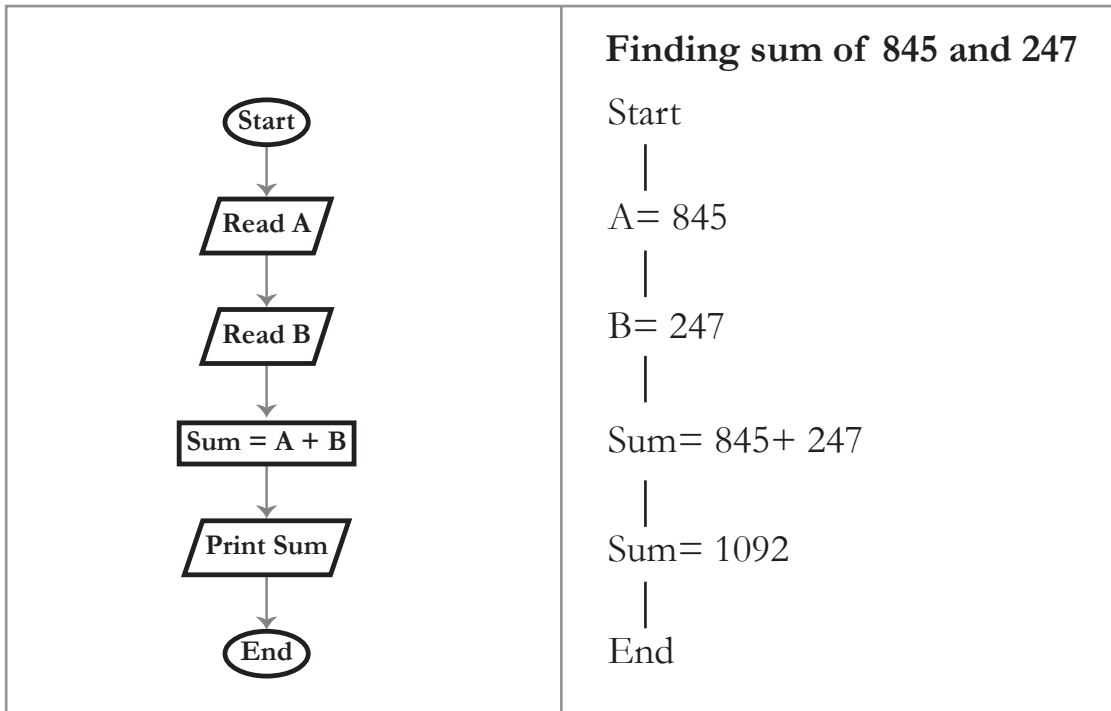 Start
Read A
Read B
Sum = A + B
Print Sum
End
Finding sum of 845 and 247
Start
A= 845
B= 247
Sum= 845+ 247
Sum= 1092
End